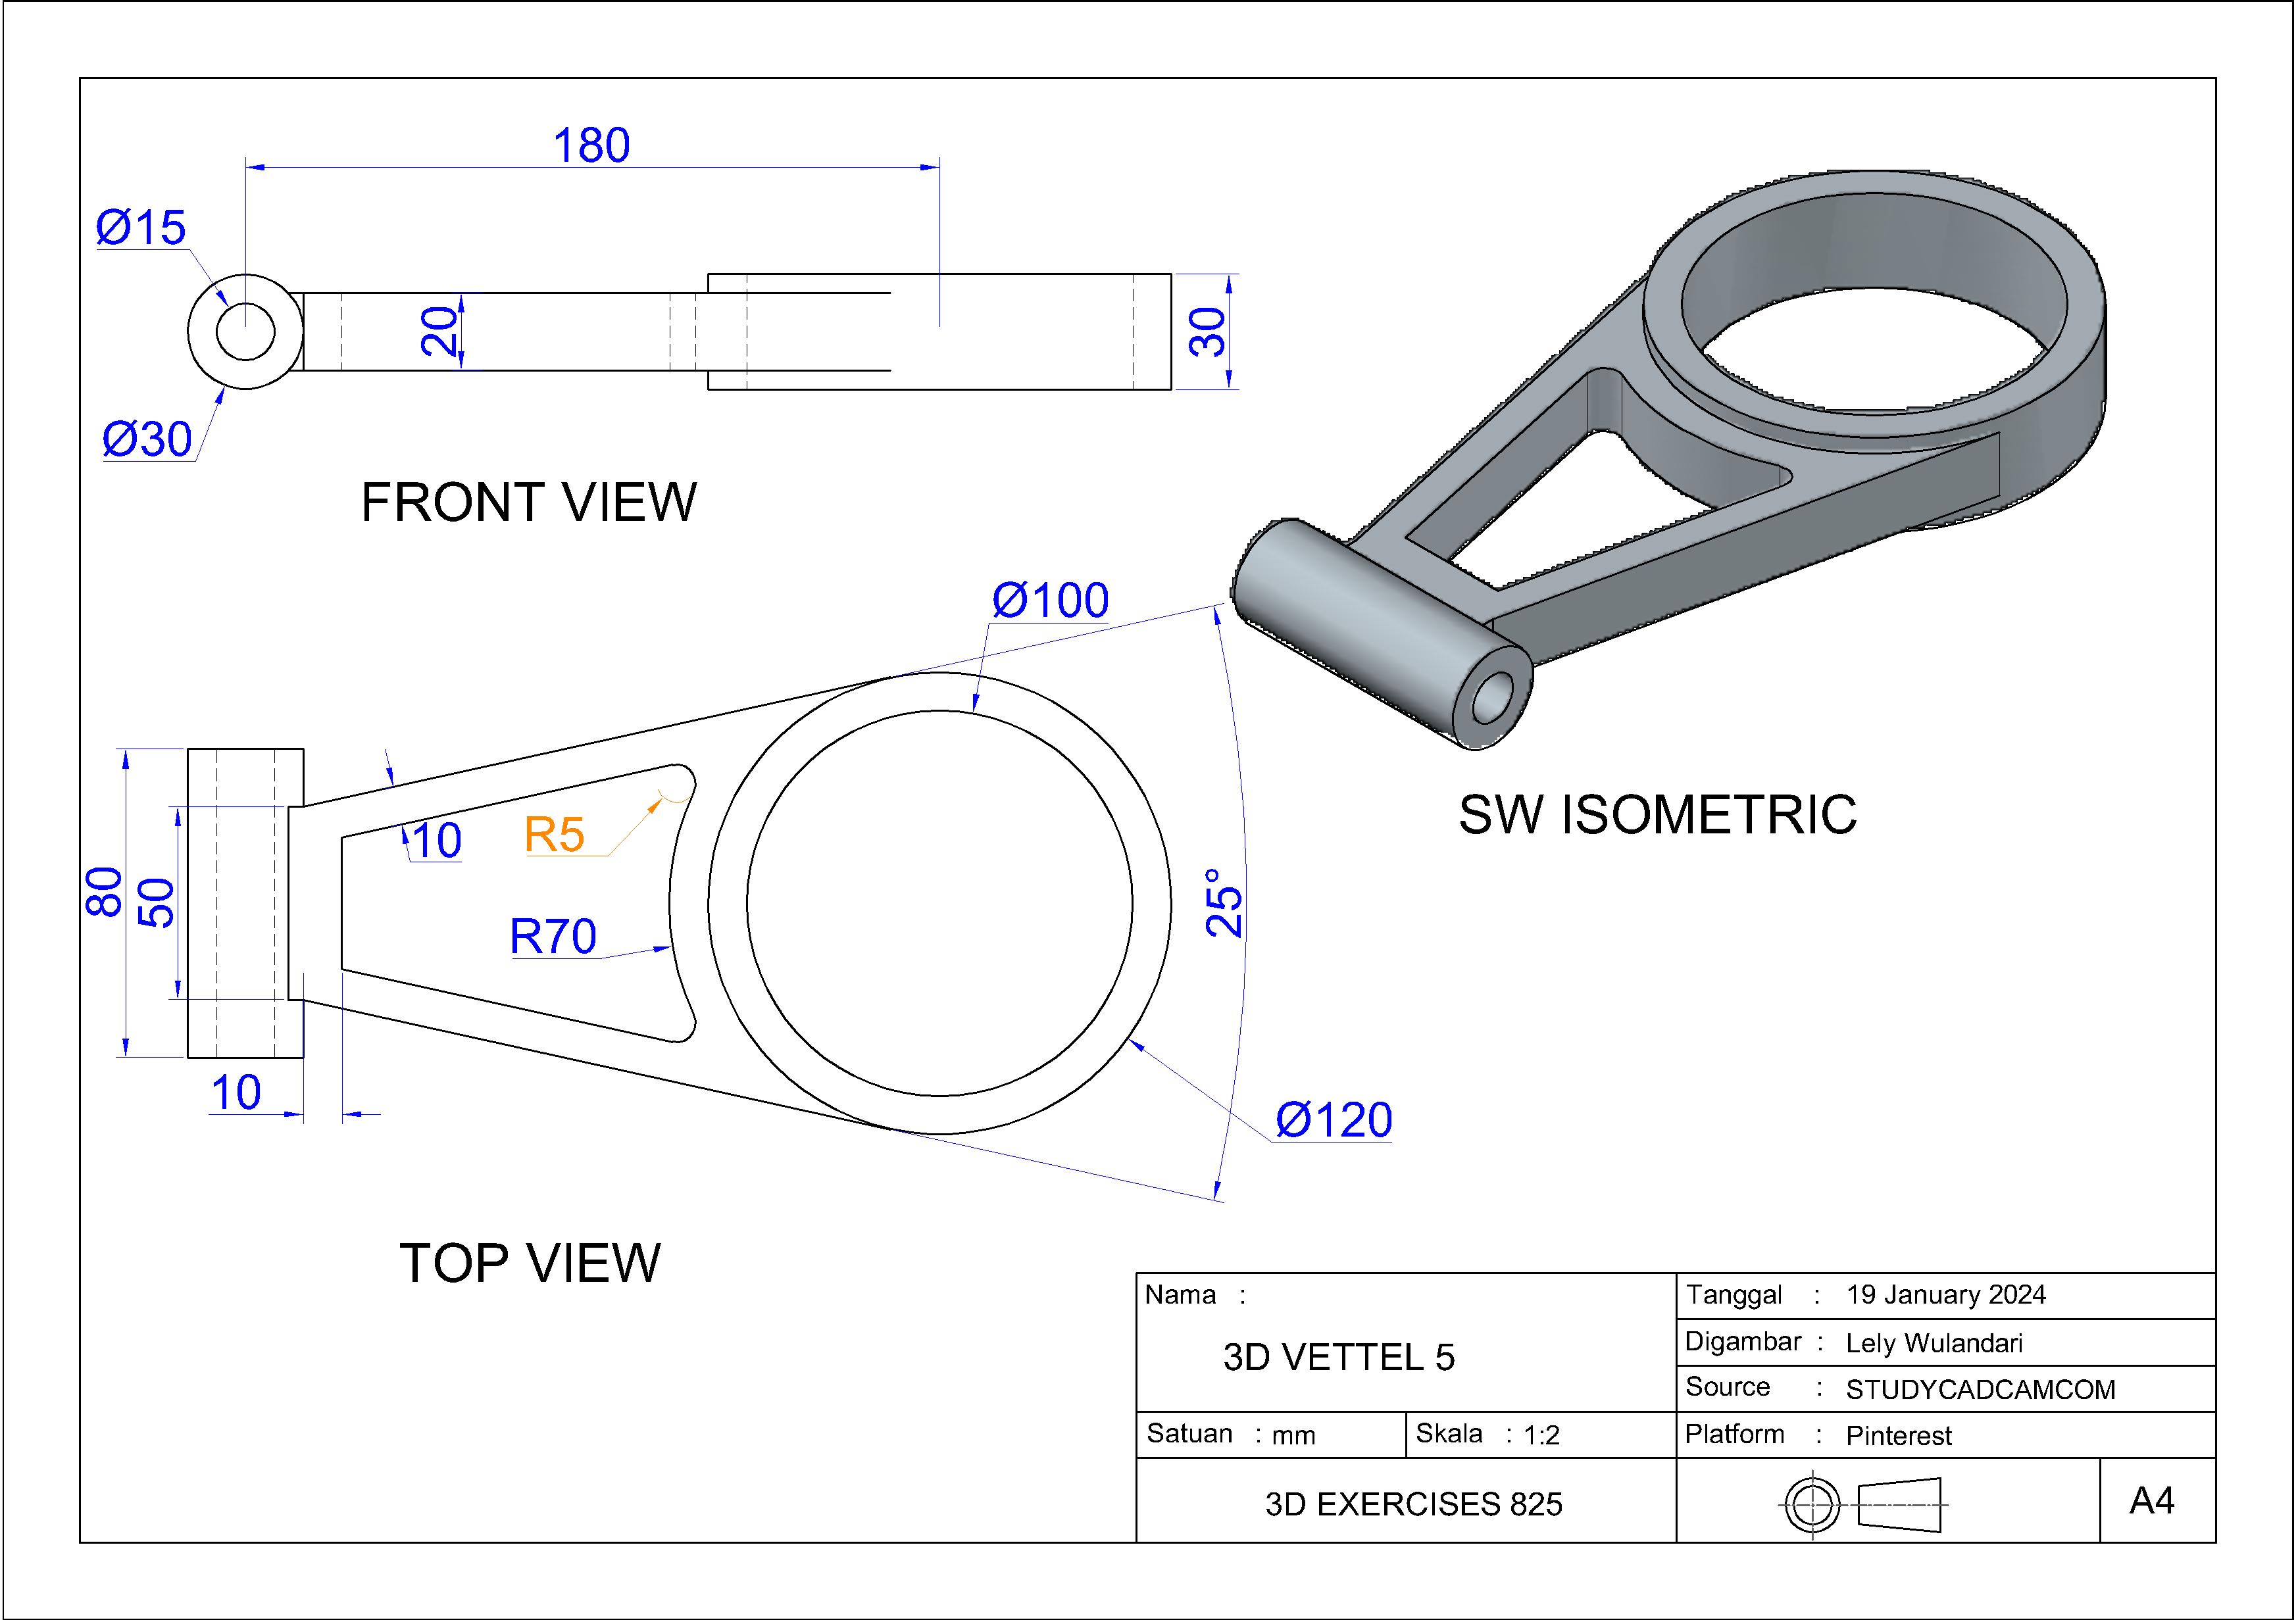 180
Ø15
20
30
Ø30
FRONT VIEW
Ø100
SW ISOMETRIC
10
R5
80
50
25°
R70
10
Ø120
TOP VIEW
Nama :
3D VETTEL 5
Tanggal : 19 January 2024
Digambar : Lely Wulandari
Source : STUDYCADCAMCOM
Satuan : mm
Skala : 1:2
Platform : Pinterest
3D EXERCISES 825
A4